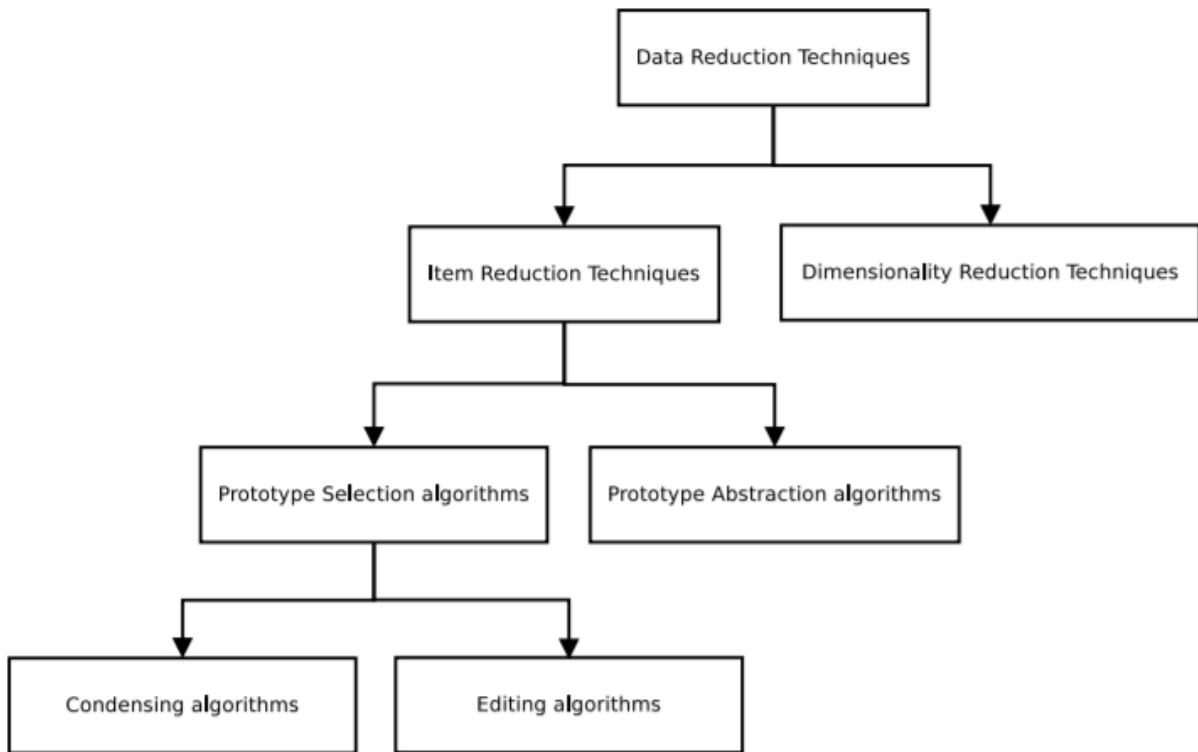 Data Reduction Techniques
Item Reduction Techniques
Dimensionality Reduction Techniques
Prototype Selection algorithms
Prototype Abstraction algorithms
Condensing algorithms
Editing algorithms